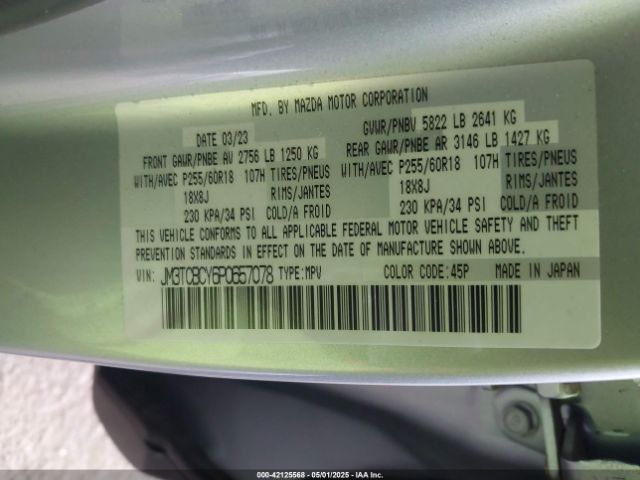 MFD. BY MAZDA MOTOR CORPORATION
DATE 03/23 GVWR/PNBV 5822 LB 2641 KG
FRONT GAWR/PNBE AV 2756 LB 1250 KG REAR GAWR/PNBE AR 3146 LB 1427 KG
WITH/AVEC P255/60R18 107H TIRES/PNEUS WITH/AVEC P255/60R18 107H TIRES/PNEUS
18X8J RIMS/JANTES 18X8J RIMS/JANTES
230 KPA/34 PSI COLD/A FROID 230 KPA/34 PSI COLD/A FROID
THIS VEHICLE CONFORMS TO ALL APPLICABLE FEDERAL MOTOR VEHICLE SAFETY AND THEFT
PREVENTION STANDARDS IN EFFECT ON THE DATE OF MANUFACTURE SHOWN ABOVE.
VIN: JM3TCBCY6P0657078 TYPE:MPV COLOR CODE:45P MADE IN JAPAN
000-42125568 - 05/01/2025 - IAA Inc.